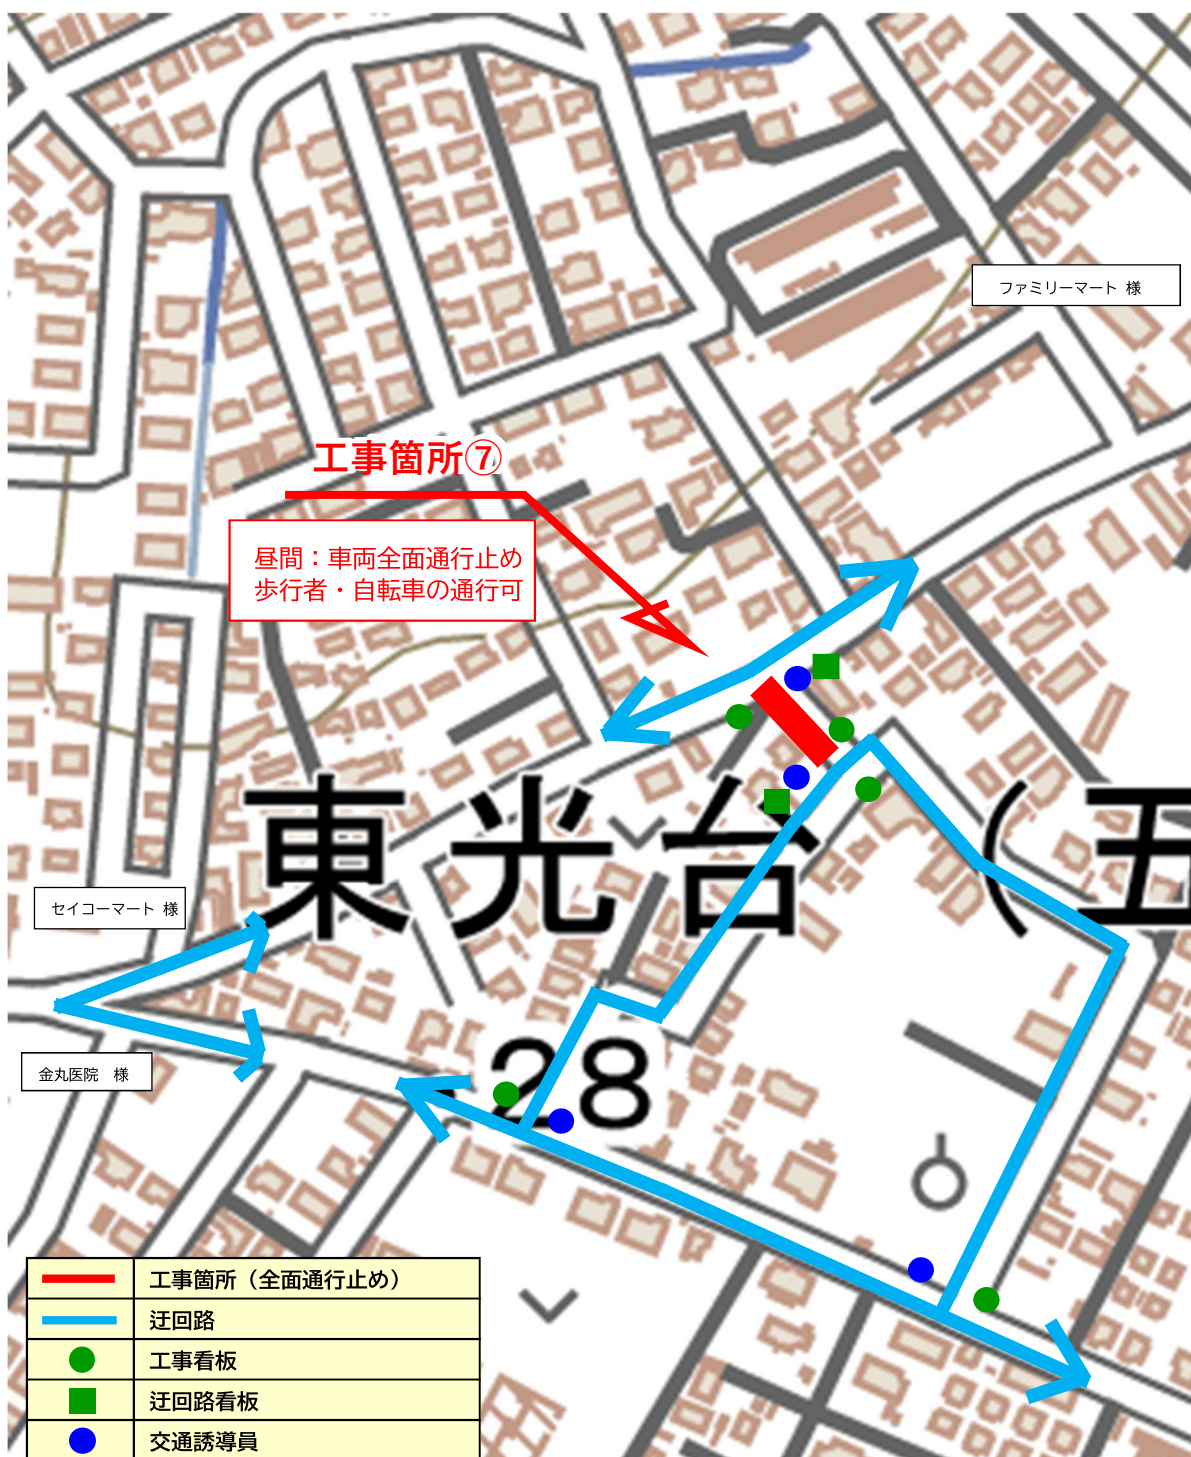 ファミリーマート 様
工事箇所⑦
昼間：車両全面通行止め
歩行者・自転車の通行可
東光台（五
セイコーマート 様
28
金丸医院 様
工事箇所（全面通行止め）
迂回路
工事看板
迂回路看板
交通誘導員